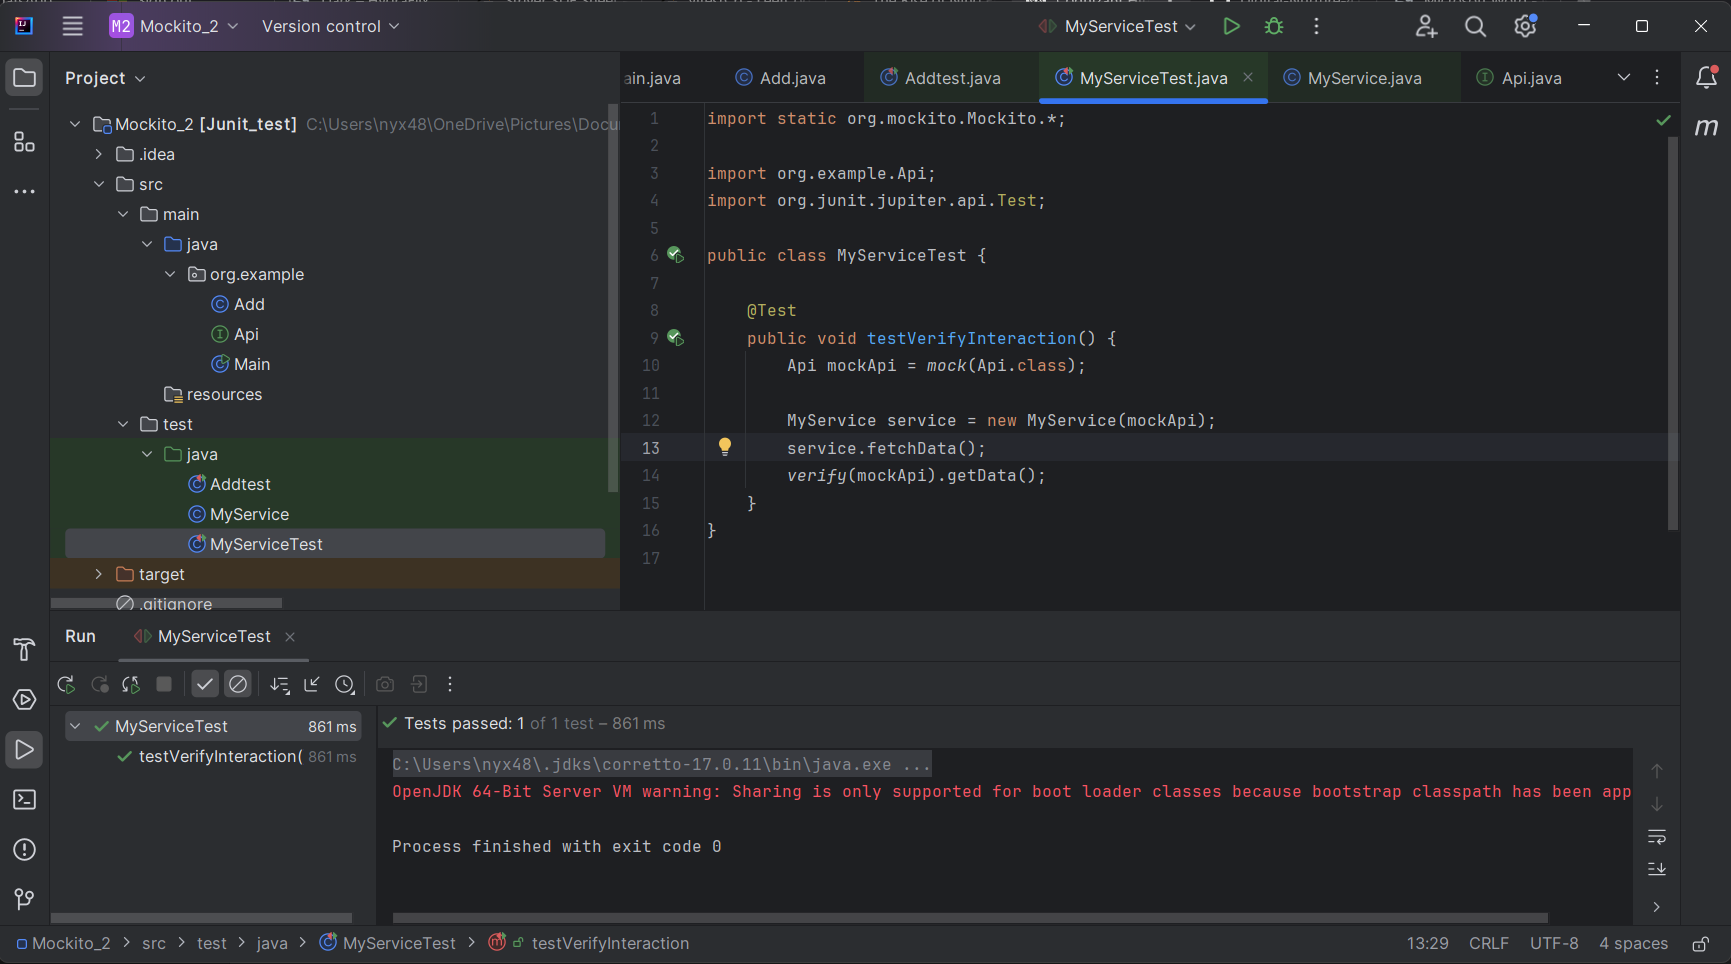 M2 Mockito_2 Version control MyServiceTest
Project
ain.java Add.java Addtest.java MyServiceTest.java MyService.java Api.java
Mockito_2 [Junit_test] C:\Users\nyx48\OneDrive\Pictures\Docu
.idea
src
main
java
org.example
Add
Api
Main
resources
test
java
Addtest
MyService
MyServiceTest
target
.gitignore
1 import static org.mockito.Mockito.*;
2
3 import org.example.Api;
4 import org.junit.jupiter.api.Test;
5
6 public class MyServiceTest {
7
8 @Test
9 public void testVerifyInteraction() {
10 Api mockApi = mock(Api.class);
11
12 MyService service = new MyService(mockApi);
13 service.fetchData();
14 verify(mockApi).getData();
15 }
16 }
17
m
Run MyServiceTest
MyServiceTest 861 ms
testVerifyInteraction( 861 ms
Tests passed: 1 of 1 test – 861 ms
C:\Users\nyx48\.jdks\corretto-17.0.11\bin\java.exe ...
OpenJDK 64-Bit Server VM warning: Sharing is only supported for boot loader classes because bootstrap classpath has been app
Process finished with exit code 0
Mockito_2 > src > test > java > MyServiceTest > testVerifyInteraction
13:29 CRLF UTF-8 4 spaces